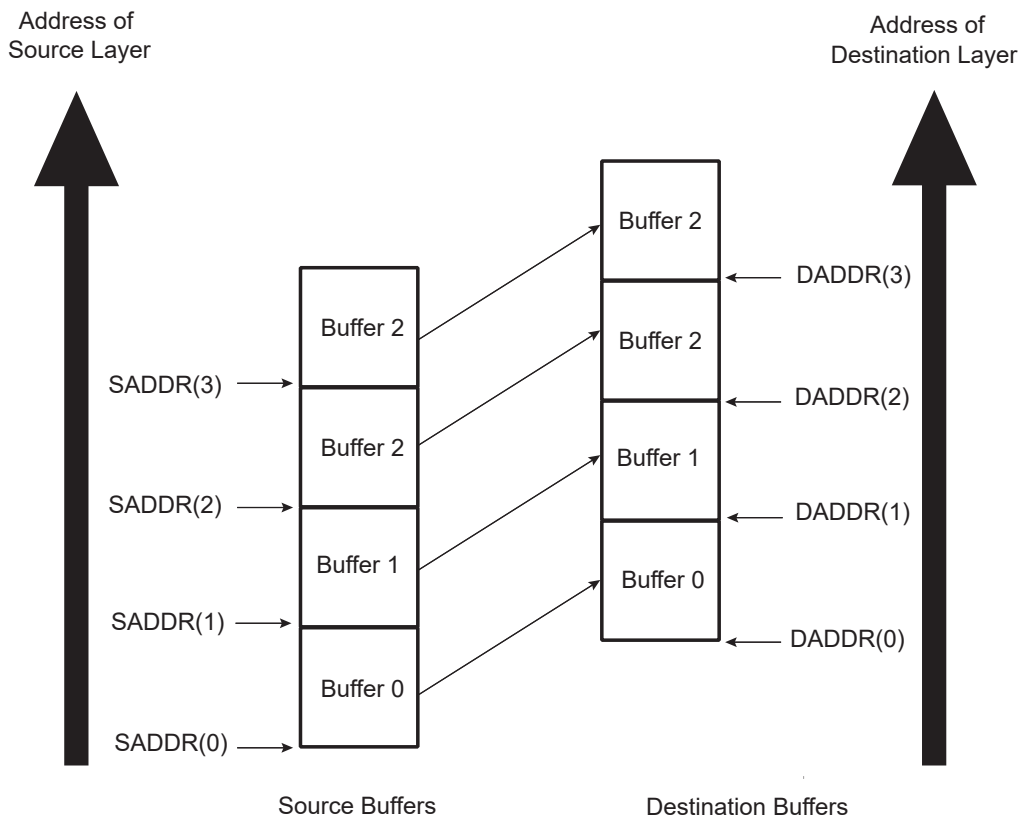 Address of
Source Layer
Address of
Destination Layer
Buffer 2
DADDR(3)
Buffer 2
Buffer 2
SADDR(3)
DADDR(2)
Buffer 2
Buffer 1
SADDR(2)
DADDR(1)
Buffer 1
Buffer 0
SADDR(1)
DADDR(0)
Buffer 0
SADDR(0)
Source Buffers
Destination Buffers